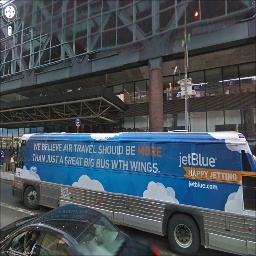 WE BELIEVE AIR TRAVEL SHOULD BE MORE
THAN JUST A GREAT BIG BUS WITH WINGS.
jetBlue
HAPPY JETTING
jetblue.com